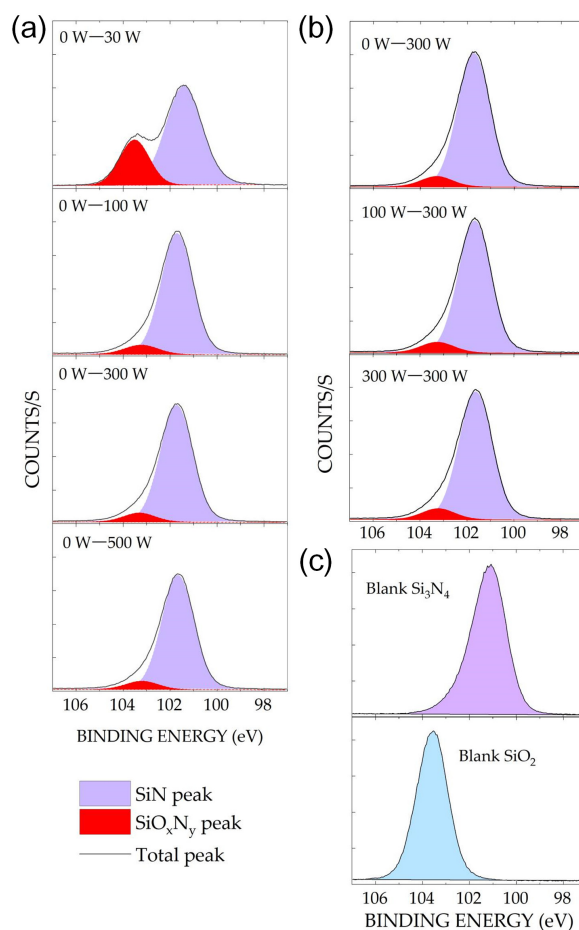 (a)
0 W—30 W
0 W—100 W
0 W—300 W
0 W—500 W
COUNTS/S
106 104 102 100 98
BINDING ENERGY (eV)
SiN peak
SiOxNy peak
Total peak
(b)
0 W—300 W
100 W—300 W
300 W—300 W
COUNTS/S
106 104 102 100 98
(c)
Blank Si3N4
Blank SiO2
106 104 102 100 98
BINDING ENERGY (eV)